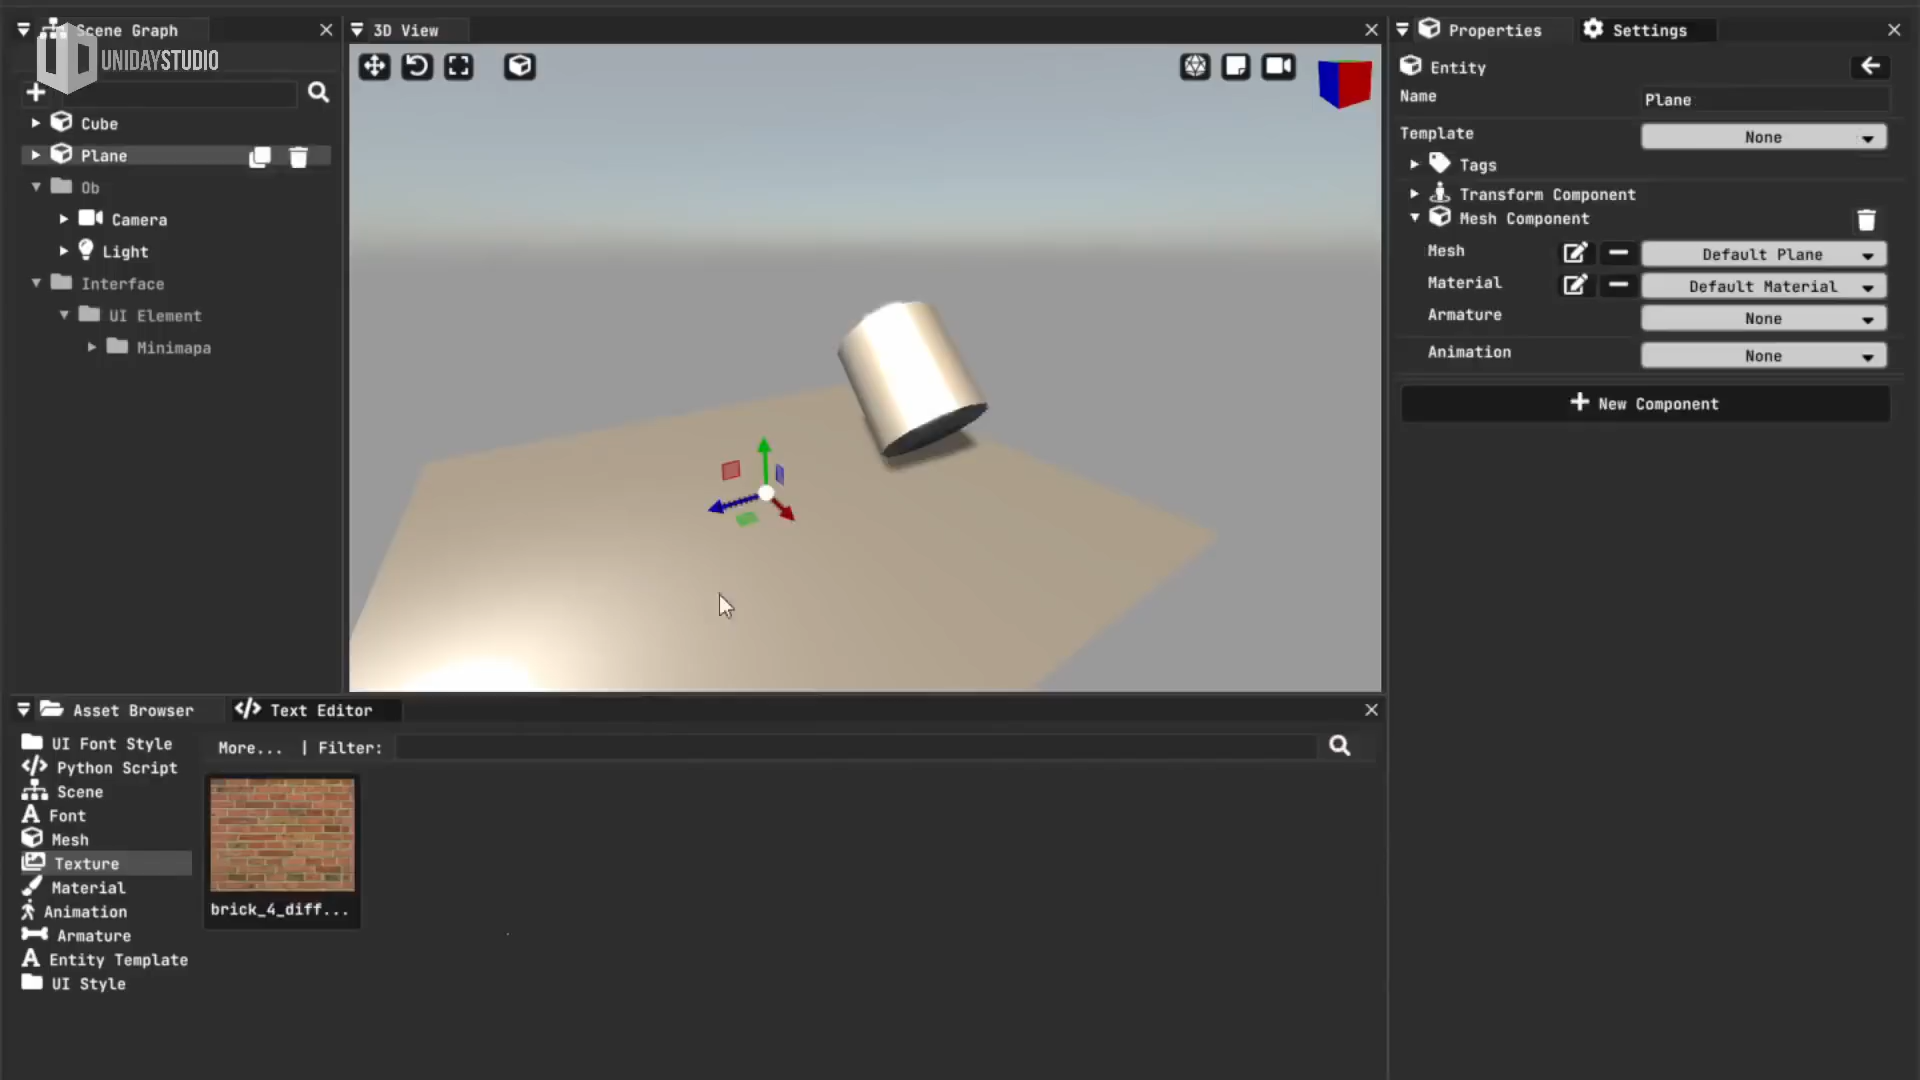 Scene Graph
UNIDAYSTUDIO
Cube
Plane
Ob
Camera
Light
Interface
UI Element
Minimapa
3D View
Properties
Settings
Entity
Name Plane
Template None
Tags
Transform Component
Mesh Component
Mesh Default Plane
Material Default Material
Armature None
Animation None
New Component
Asset Browser
Text Editor
UI Font Style
Python Script
Scene
Font
Mesh
Texture
Material
Animation
Armature
Entity Template
UI Style
More... | Filter:
brick_4_diff...